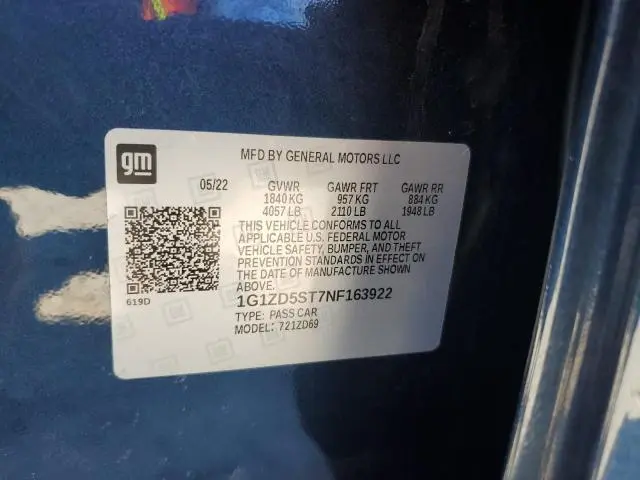 gm
MFD BY GENERAL MOTORS LLC
05/22 GVWR GAWR FRT GAWR RR
1840 KG 957 KG 884 KG
4057 LB 2110 LB 1948 LB
THIS VEHICLE CONFORMS TO ALL
APPLICABLE U.S. FEDERAL MOTOR
VEHICLE SAFETY, BUMPER, AND THEFT
PREVENTION STANDARDS IN EFFECT ON
THE DATE OF MANUFACTURE SHOWN
ABOVE.
619D
1G1ZD5ST7NF163922
TYPE: PASS CAR
MODEL: 721ZD69